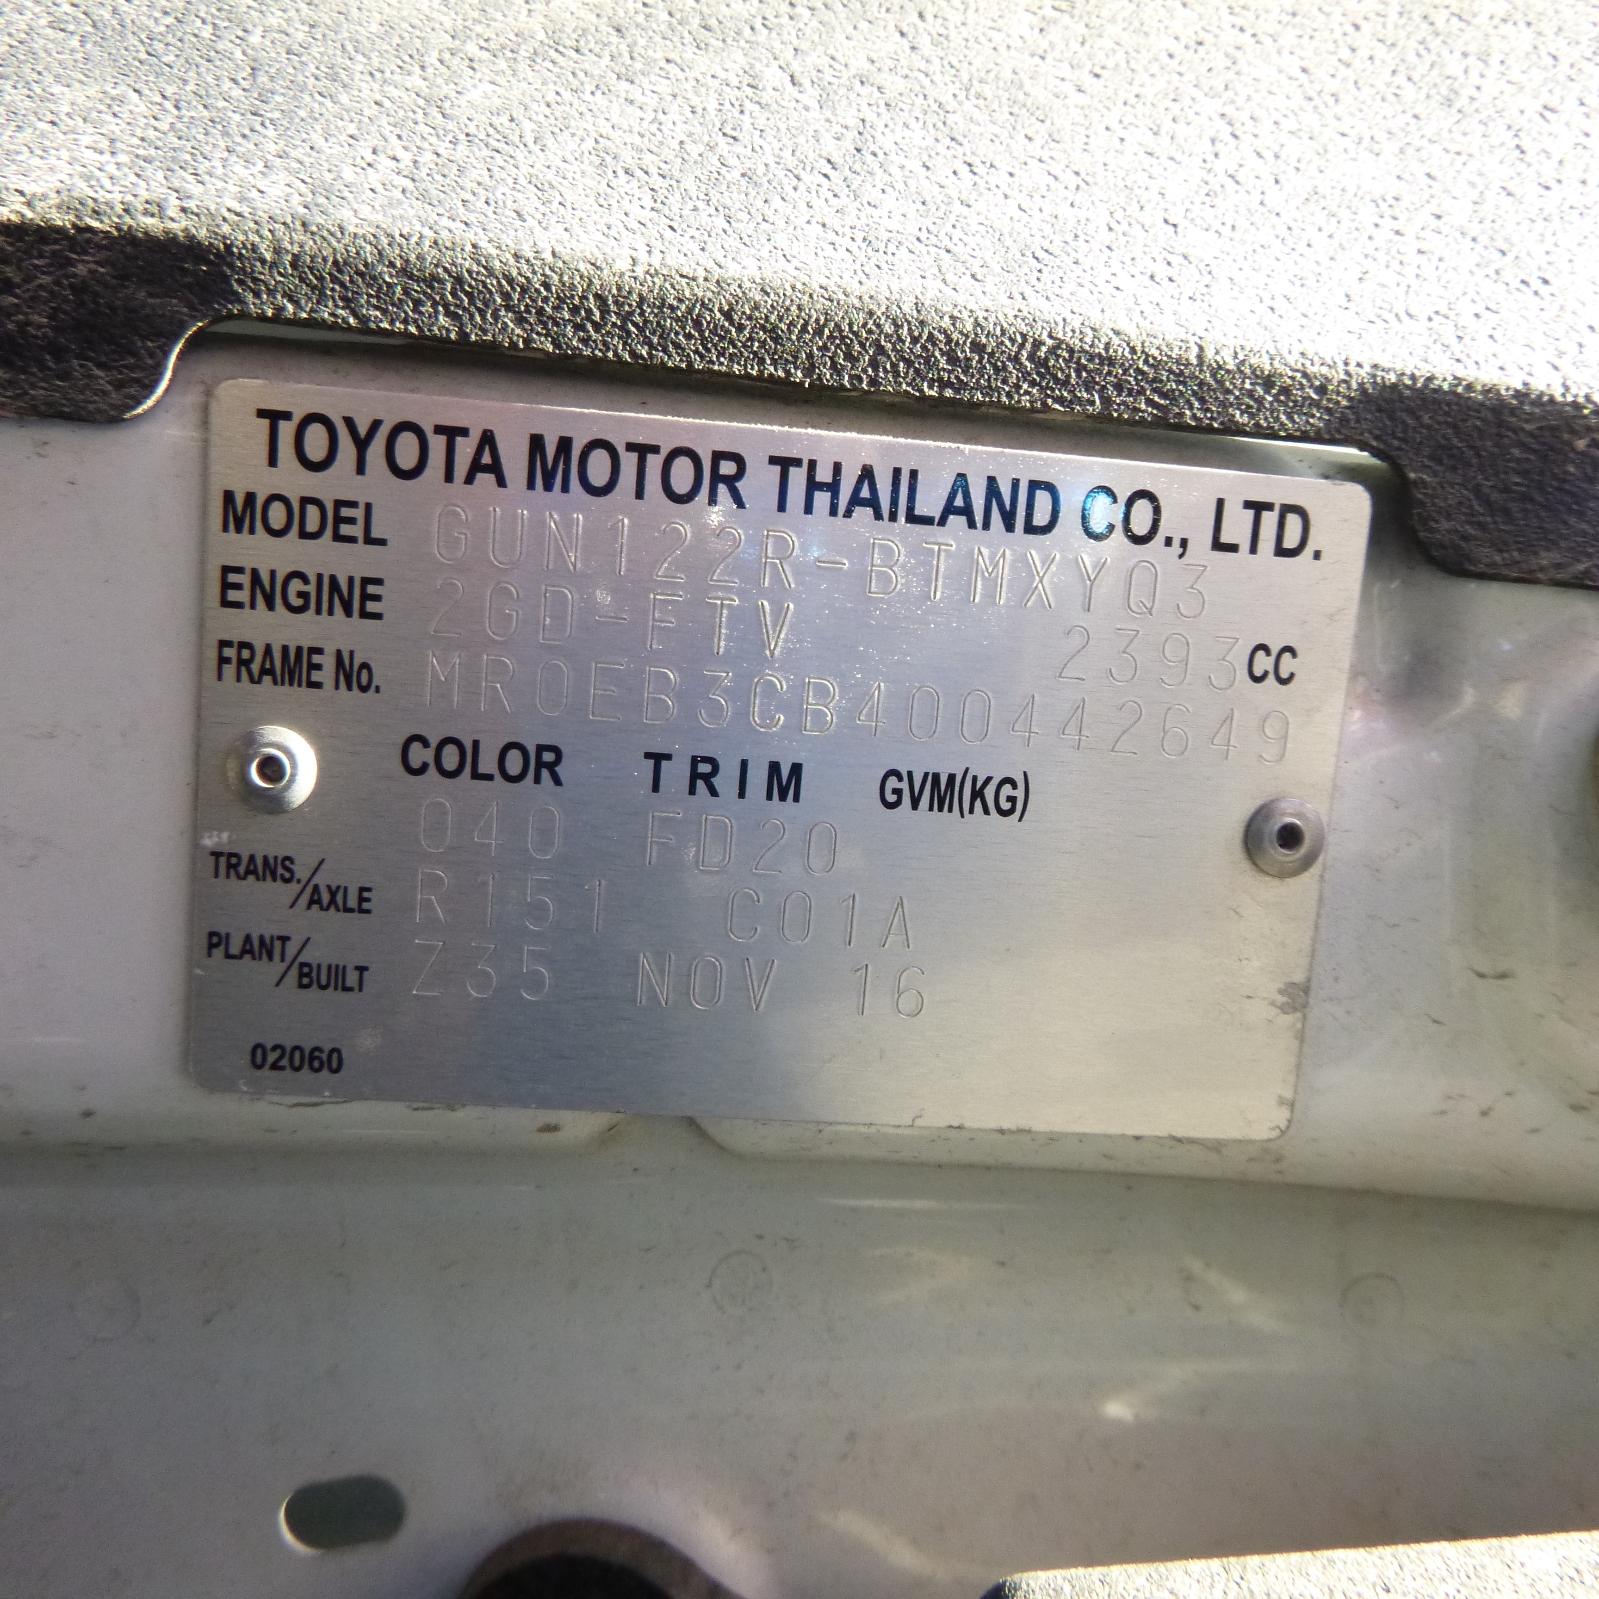 TOYOTA MOTOR THAILAND CO., LTD.
MODEL GUN122R-BTMXYQ3
ENGINE 2GD-FTV 2393CC
FRAME No. MR0EB3CB400442649
COLOR TRIM GVM(KG)
040 FD20
TRANS./AXLE R151 C01A
PLANT/BUILT Z35 NOV 16
02060